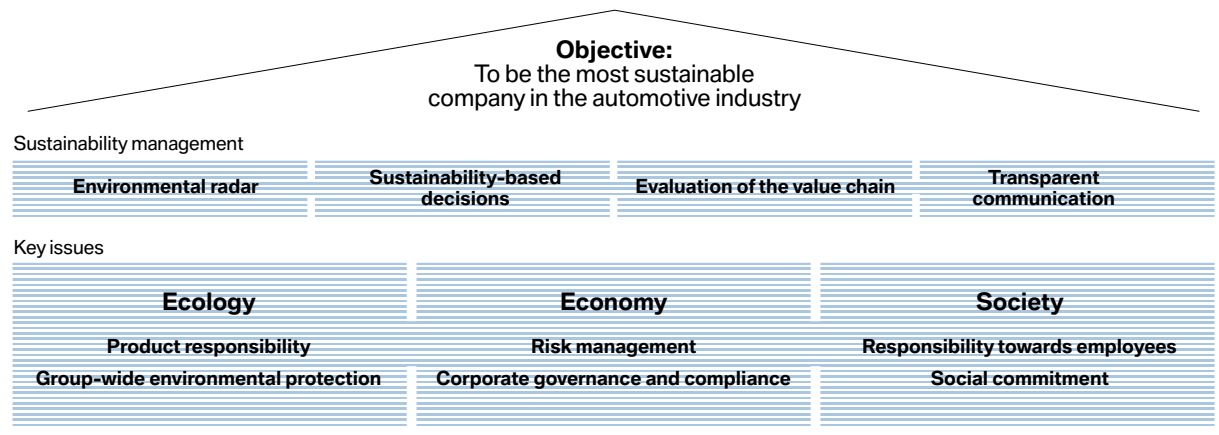 Objective:
To be the most sustainable
company in the automotive industry
Sustainability management
Environmental radar
Sustainability-based
decisions
Evaluation of the value chain
Transparent
communication
Key issues
Ecology
Economy
Society
Product responsibility
Risk management
Responsibility towards employees
Group-wide environmental protection
Corporate governance and compliance
Social commitment